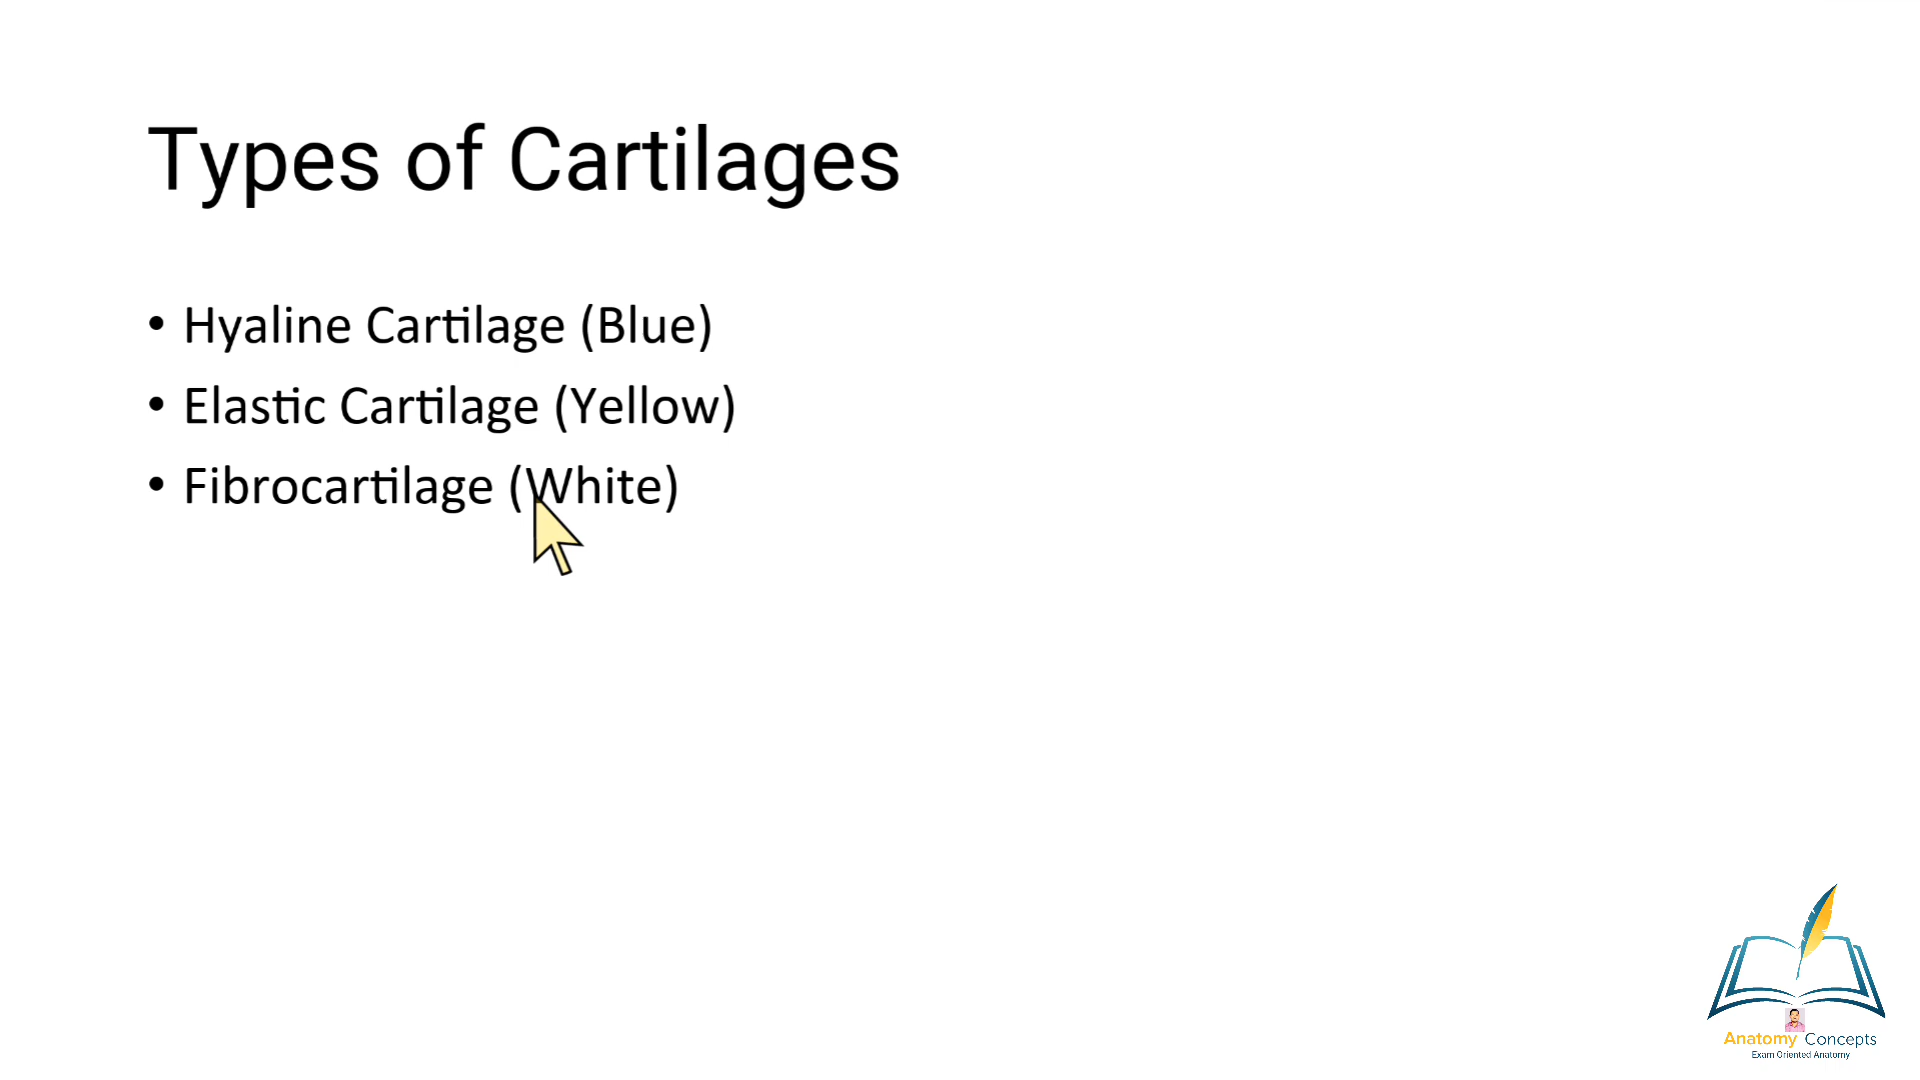 Types of Cartilages
• Hyaline Cartilage (Blue)
• Elastic Cartilage (Yellow)
• Fibrocartilage (White)
Anatomy Concepts
Exam Oriented Anatomy